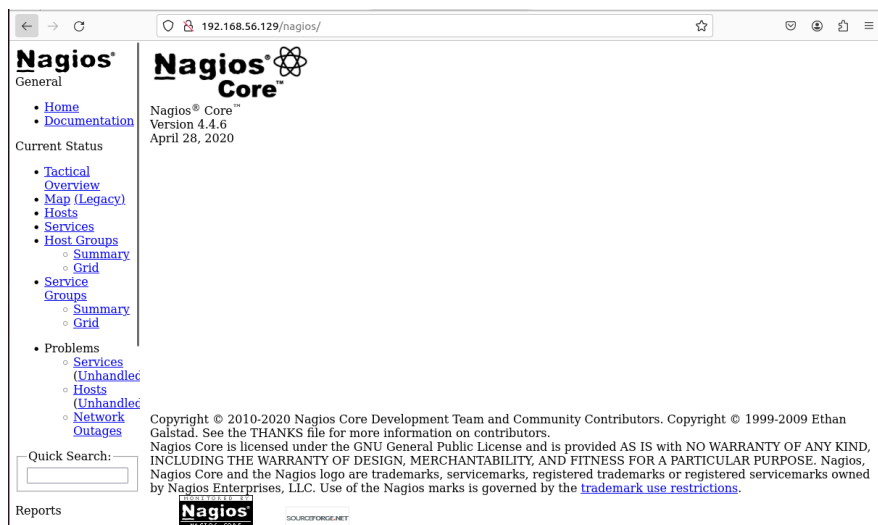 192.168.56.129/nagios/
Nagios®
General
Home
Documentation
Current Status
Tactical
Overview
Map (Legacy)
Hosts
Services
Host Groups
Summary
Grid
Service
Groups
Summary
Grid
Problems
Services
(Unhandled
Hosts
(Unhandled
Network
Outages
Quick Search:
Reports
Nagios®
Core™
Nagios® Core™
Version 4.4.6
April 28, 2020
Copyright © 2010-2020 Nagios Core Development Team and Community Contributors. Copyright © 1999-2009 Ethan
Galstad. See the THANKS file for more information on contributors.
Nagios Core is licensed under the GNU General Public License and is provided AS IS with NO WARRANTY OF ANY KIND,
INCLUDING THE WARRANTY OF DESIGN, MERCHANTABILITY, AND FITNESS FOR A PARTICULAR PURPOSE. Nagios,
Nagios Core and the Nagios logo are trademarks, servicemarks, registered trademarks or registered servicemarks owned
by Nagios Enterprises, LLC. Use of the Nagios marks is governed by the trademark use restrictions.
MONITORED BY
Nagios®
SOURCEFORGE.NET